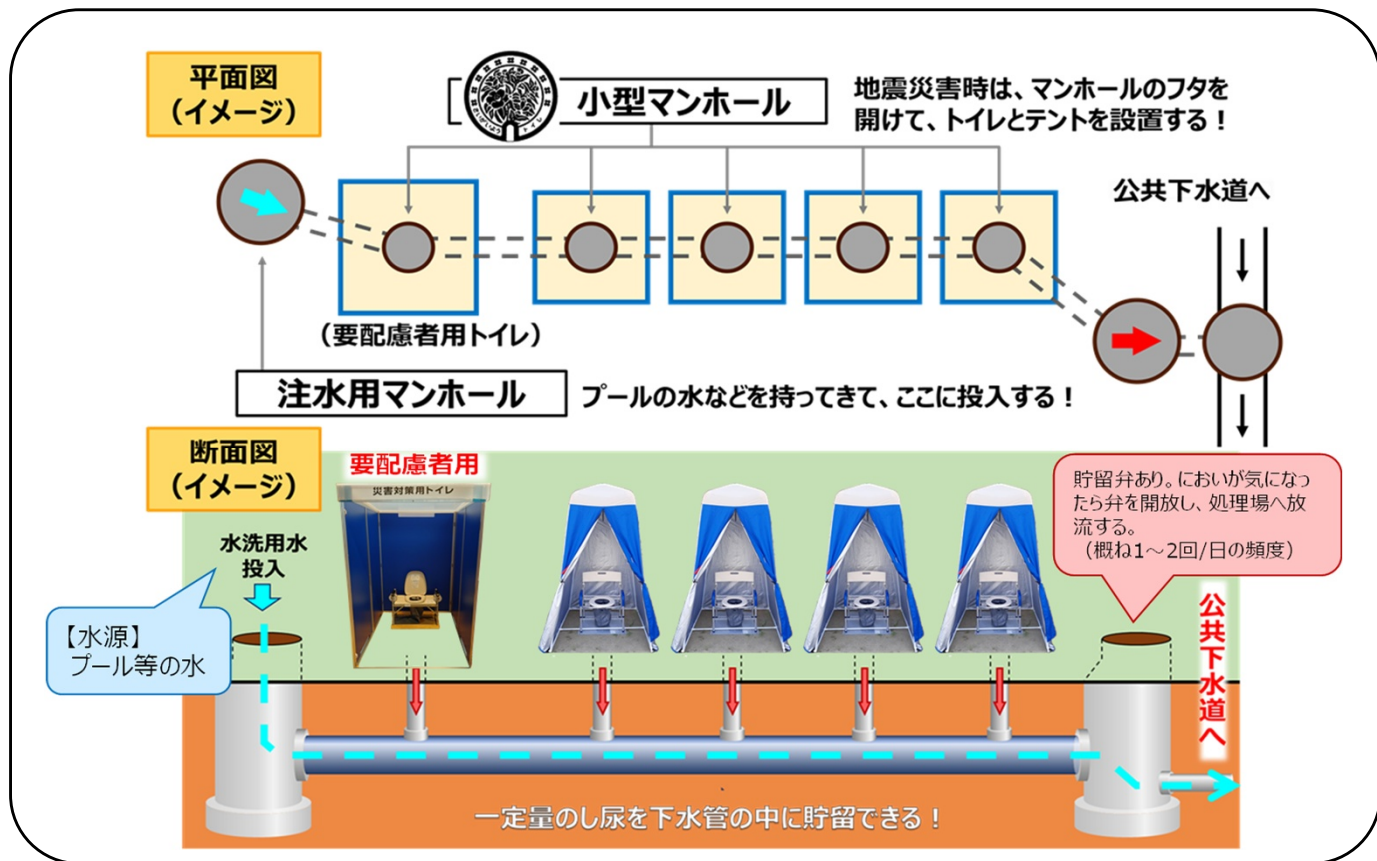 平面図
(イメージ)
小型マンホール
地震災害時は、マンホールのフタを
開けて、トイレとテントを設置する！
公共下水道へ
(要配慮者用トイレ)
注水用マンホール
プールの水などを持ってきて、ここに投入する！
断面図
(イメージ)
要配慮者用
災害対策用トイレ
水洗用水
投入
【水源】
プール等の水
貯留弁あり。においが気になっ
たら弁を開放し、処理場へ放
流する。
(概ね1～2回/日の頻度)
公共下水道へ
一定量のし尿を下水管の中に貯留できる！